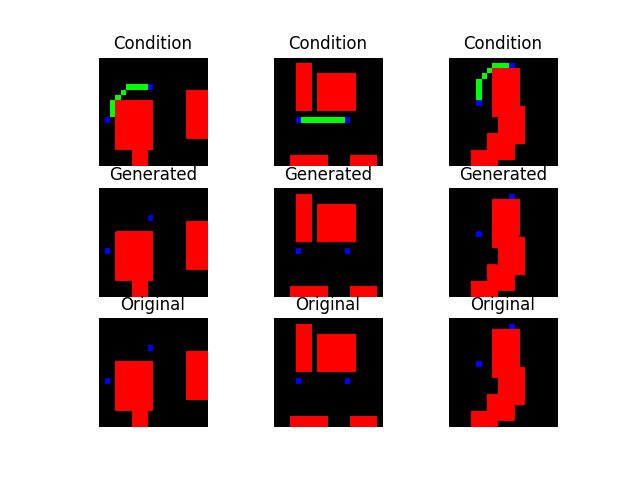 Condition Condition Condition
Generated Generated Generated
Original Original Original